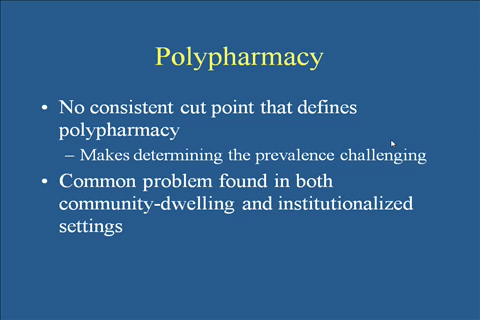 Polypharmacy
• No consistent cut point that defines
polypharmacy
– Makes determining the prevalence challenging
• Common problem found in both
community-dwelling and institutionalized
settings